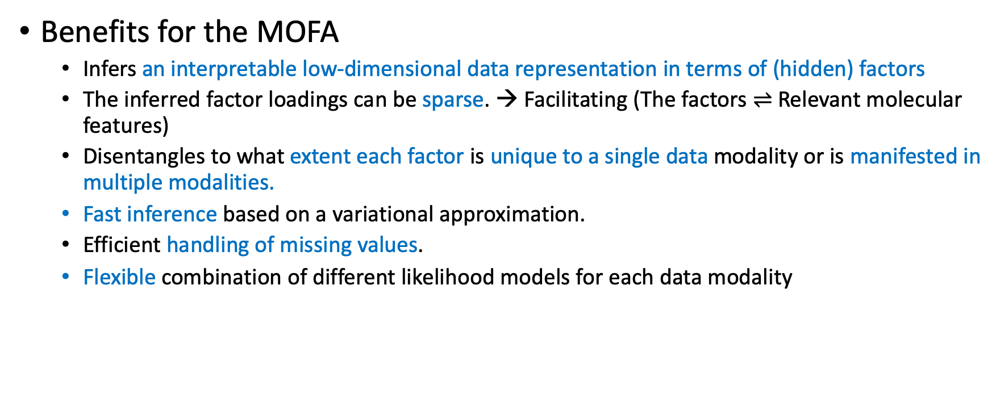 • Benefits for the MOFA
• Infers an interpretable low-dimensional data representation in terms of (hidden) factors
• The inferred factor loadings can be sparse. → Facilitating (The factors ⇌ Relevant molecular
features)
• Disentangles to what extent each factor is unique to a single data modality or is manifested in
multiple modalities.
• Fast inference based on a variational approximation.
• Efficient handling of missing values.
• Flexible combination of different likelihood models for each data modality